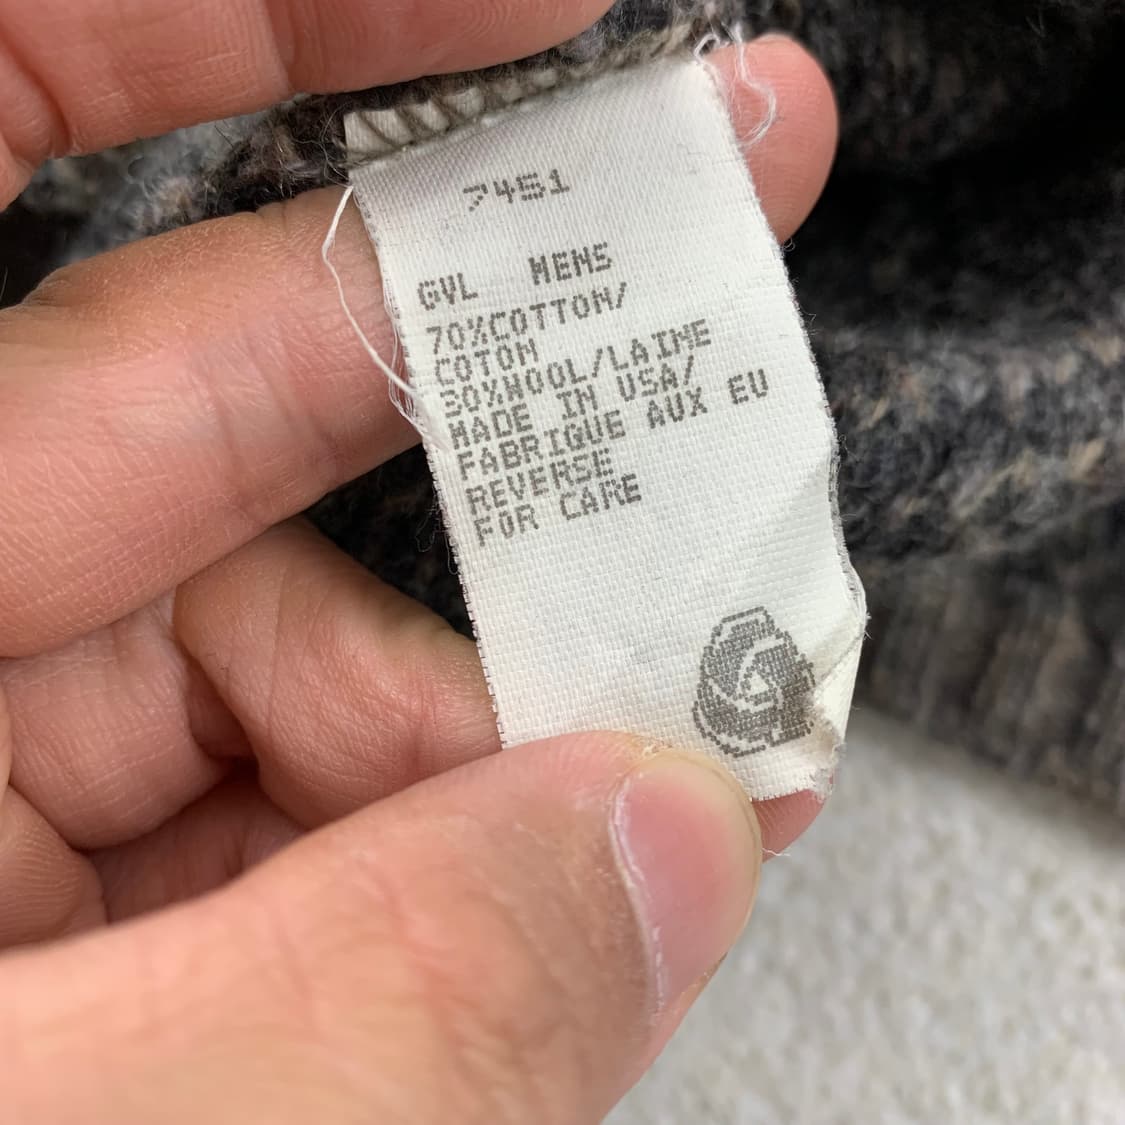 7451
GVL MENS
70%COTTON/
COTON
30%WOOL/LAINE
MADE IN USA/
FABRIQUE AUX EU
REVERSE
FOR CARE